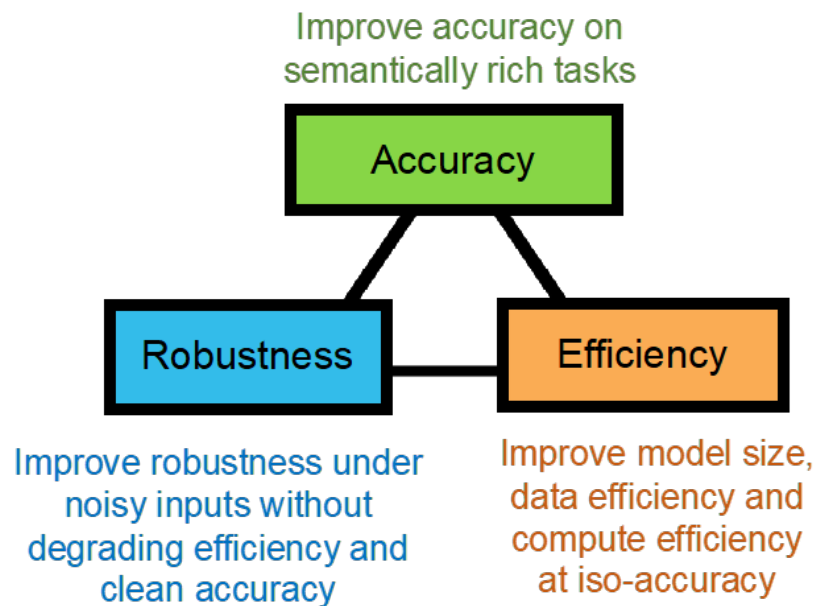 Improve accuracy on
semantically rich tasks
Accuracy
Robustness
Efficiency
Improve robustness under
noisy inputs without
degrading efficiency and
clean accuracy
Improve model size,
data efficiency and
compute efficiency
at iso-accuracy